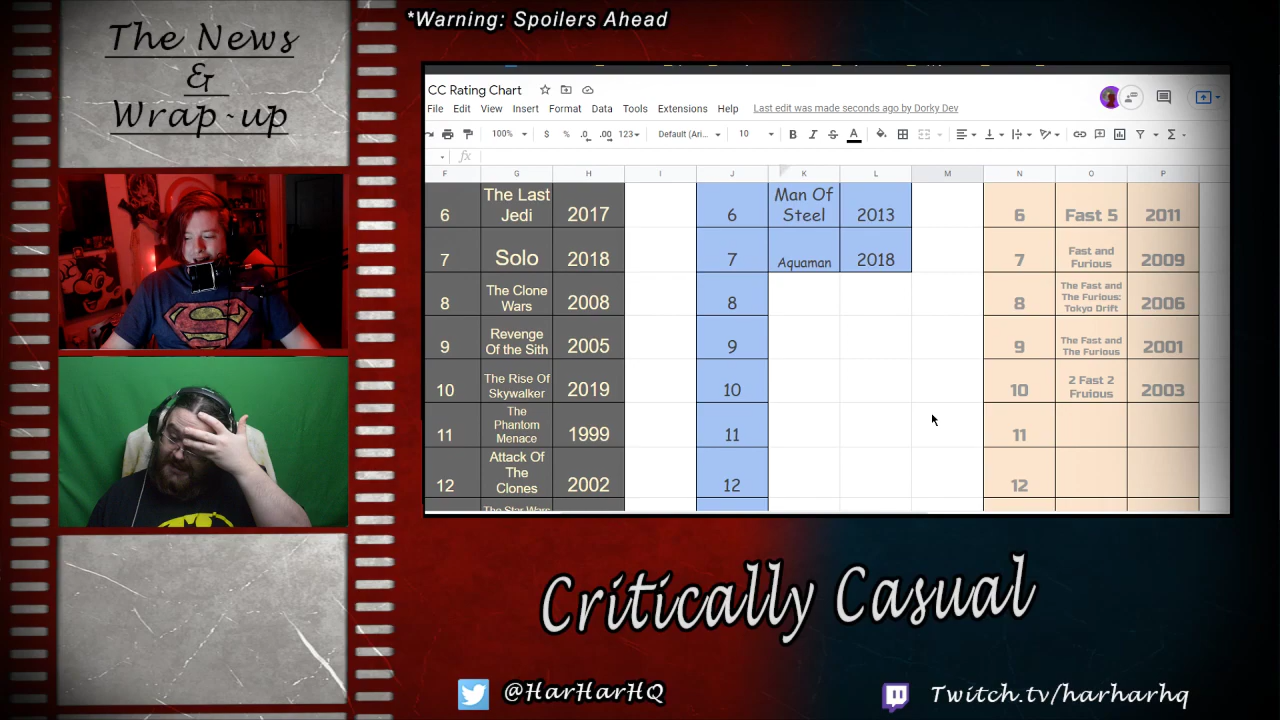 The News
&
Wrap-up
*Warning: Spoilers Ahead
CC Rating Chart
File Edit View Insert Format Data Tools Extensions Help Last edit was made seconds ago by Dorky Dev
100% $ % .0 .00 123 Default (Ari... 10 B I S A
fx
F G H J K L M N O P
6 The Last Jedi 2017 6 Man Of Steel 2013 6 Fast 5 2011
7 Solo 2018 7 Aquaman 2018 7 Fast and Furious 2009
8 The Clone Wars 2008 8 8 The Fast and The Furious: Tokyo Drift 2006
9 Revenge Of the Sith 2005 9 9 The Fast and The Furious 2001
10 The Rise Of Skywalker 2019 10 10 2 Fast 2 Fruious 2003
11 The Phantom Menace 1999 11 11
12 Attack Of The Clones 2002 12 12
The Star Wars
Critically Casual
@HarHarHQ
Twitch.tv/harharhq